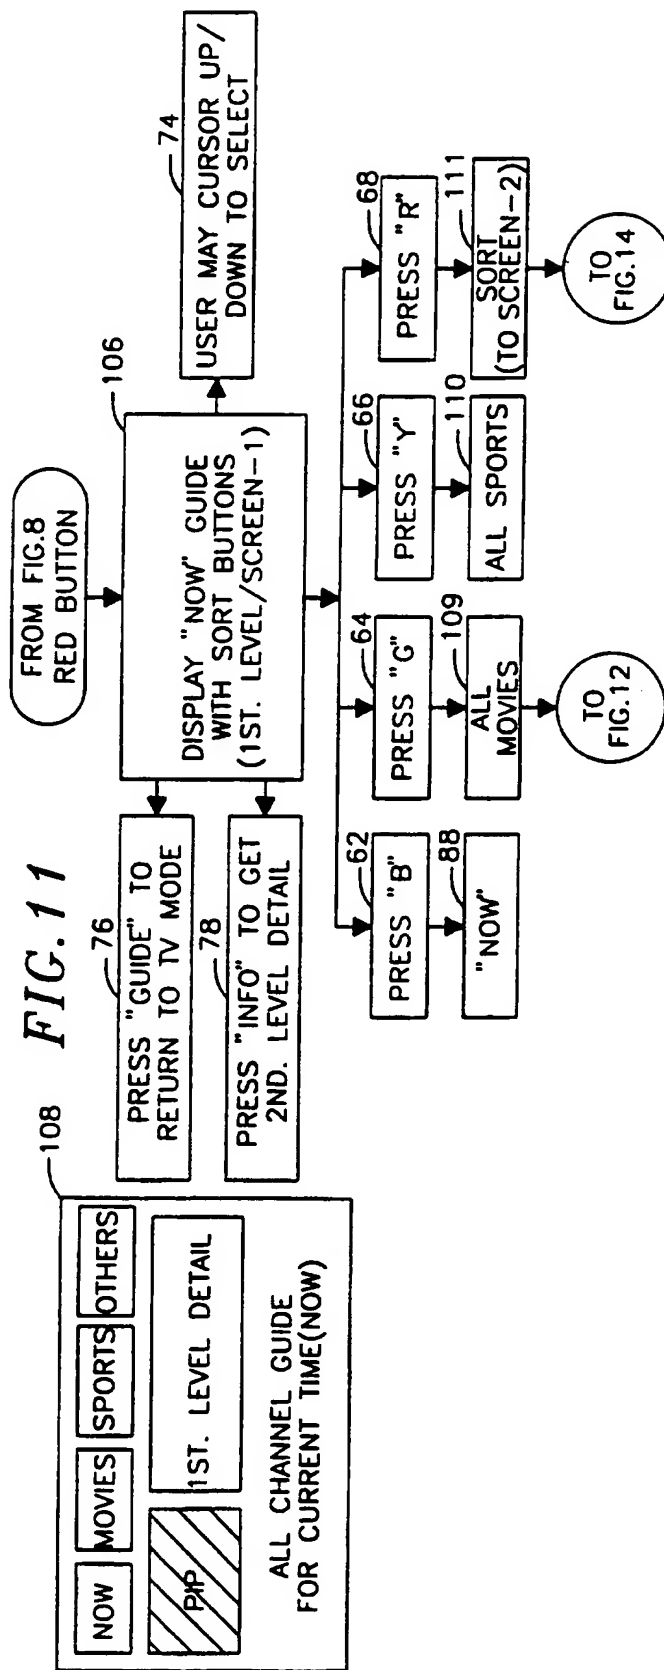 FIG.11
108
NOW
MOVIES
SPORTS
OTHERS
PIP
1ST. LEVEL DETAIL
ALL CHANNEL GUIDE
FOR CURRENT TIME(NOW)
FROM FIG.8
RED BUTTON
106
DISPLAY "NOW" GUIDE
WITH SORT BUTTONS
(1ST. LEVEL/SCREEN-1)
74
USER MAY CURSOR UP/
DOWN TO SELECT
76
PRESS "GUIDE" TO
RETURN TO TV MODE
78
PRESS "INFO" TO GET
2ND. LEVEL DETAIL
62
PRESS "B"
88
"NOW"
64
PRESS "G"
109
ALL
MOVIES
TO
FIG.12
66
PRESS "Y"
110
ALL SPORTS
68
PRESS "R"
111
SORT
(TO SCREEN-2)
TO
FIG.14